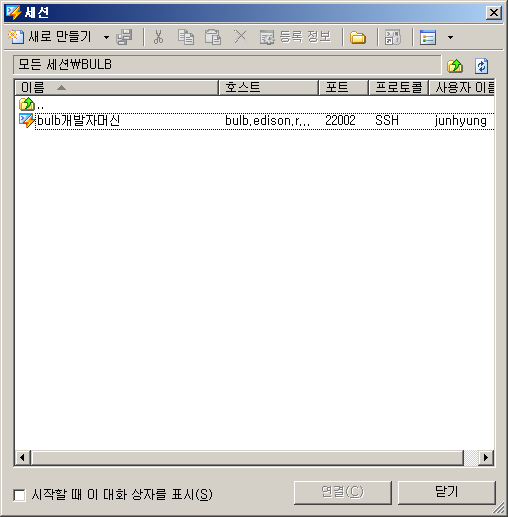 세션
새로 만들기 등록 정보
모든 세션₩BULB
이름 호스트 포트 프로토콜 사용자 이름
..
bulb개발자머신 bulb.edison.r... 22002 SSH junhyung
시작할 때 이 대화 상자를 표시(S) 연결(C) 닫기